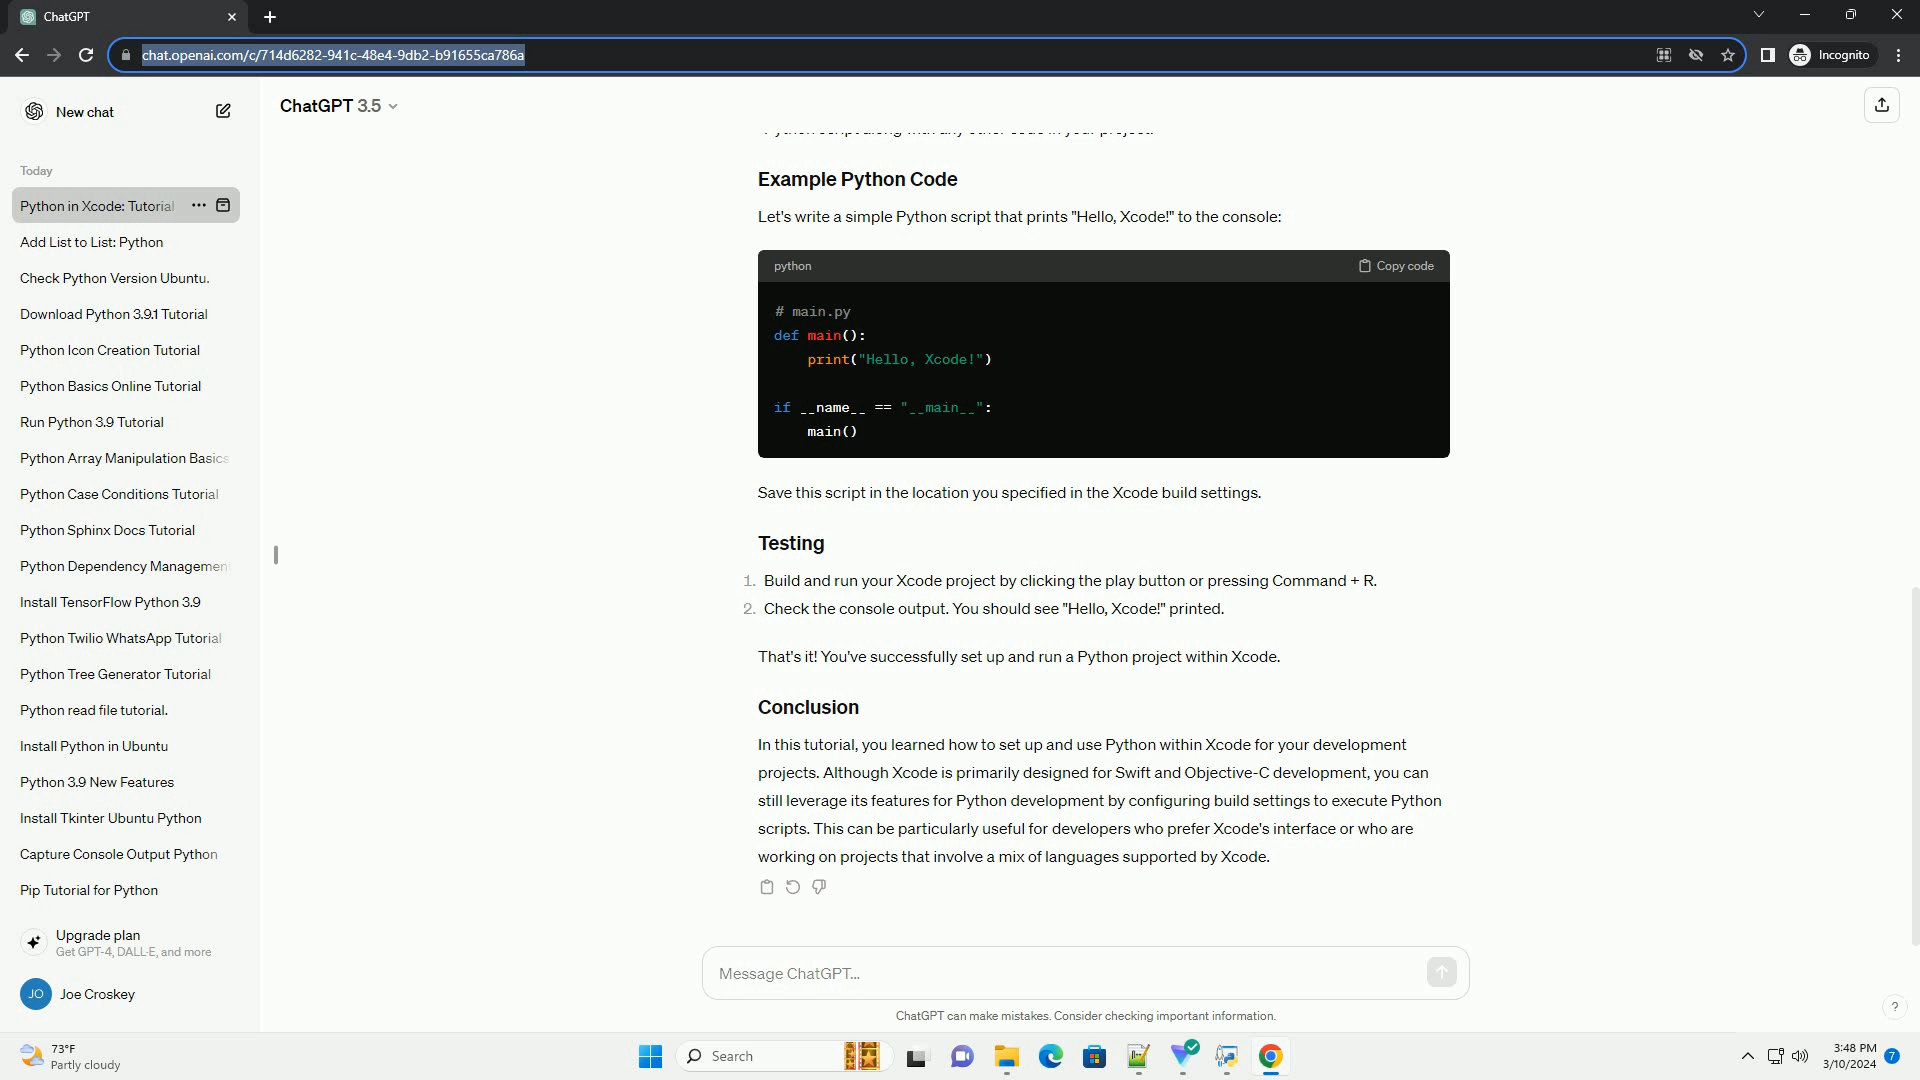 ChatGPT
chat.openai.com/c/714d6282-941c-48e4-9db2-b91655ca786a
Incognito
New chat
Today
Python in Xcode: Tutorial
Add List to List: Python
Check Python Version Ubuntu.
Download Python 3.9.1 Tutorial
Python Icon Creation Tutorial
Python Basics Online Tutorial
Run Python 3.9 Tutorial
Python Array Manipulation Basics
Python Case Conditions Tutorial
Python Sphinx Docs Tutorial
Python Dependency Managemen
Install TensorFlow Python 3.9
Python Twilio WhatsApp Tutorial
Python Tree Generator Tutorial
Python read file tutorial.
Install Python in Ubuntu
Python 3.9 New Features
Install Tkinter Ubuntu Python
Capture Console Output Python
Pip Tutorial for Python
Upgrade plan
Get GPT-4, DALL·E, and more
JO Joe Croskey
ChatGPT 3.5
Python script along with any other code in your project.
Example Python Code
Let's write a simple Python script that prints "Hello, Xcode!" to the console:
python
Copy code
# main.py
def main():
print("Hello, Xcode!")
if __name__ == "__main__":
main()
Save this script in the location you specified in the Xcode build settings.
Testing
1. Build and run your Xcode project by clicking the play button or pressing Command + R.
2. Check the console output. You should see "Hello, Xcode!" printed.
That's it! You've successfully set up and run a Python project within Xcode.
Conclusion
In this tutorial, you learned how to set up and use Python within Xcode for your development
projects. Although Xcode is primarily designed for Swift and Objective-C development, you can
still leverage its features for Python development by configuring build settings to execute Python
scripts. This can be particularly useful for developers who prefer Xcode's interface or who are
working on projects that involve a mix of languages supported by Xcode.
Message ChatGPT...
ChatGPT can make mistakes. Consider checking important information.
?
73°F
Partly cloudy
Search
3:48 PM
3/10/2024
7